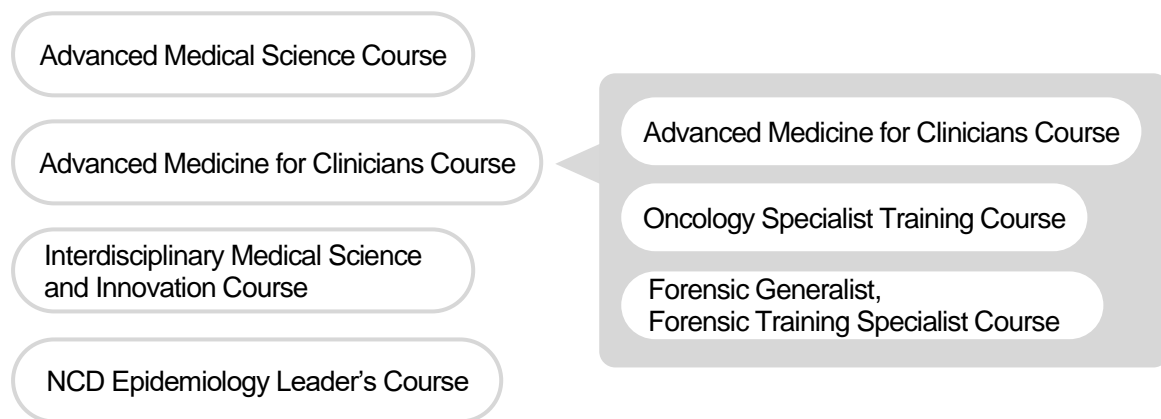 Advanced Medical Science Course
Advanced Medicine for Clinicians Course
Interdisciplinary Medical Science
and Innovation Course
NCD Epidemiology Leader’s Course
Advanced Medicine for Clinicians Course
Oncology Specialist Training Course
Forensic Generalist,
Forensic Training Specialist Course